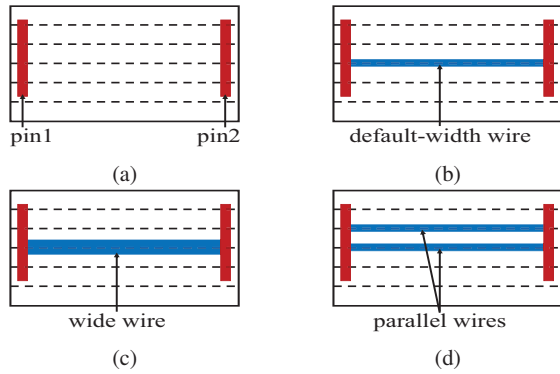 pin1
pin2
(a)
default-width wire
(b)
wide wire
(c)
parallel wires
(d)